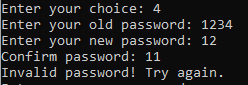 Enter your choice: 4
Enter your old password: 1234
Enter your new password: 12
Confirm password: 11
Invalid password! Try again.